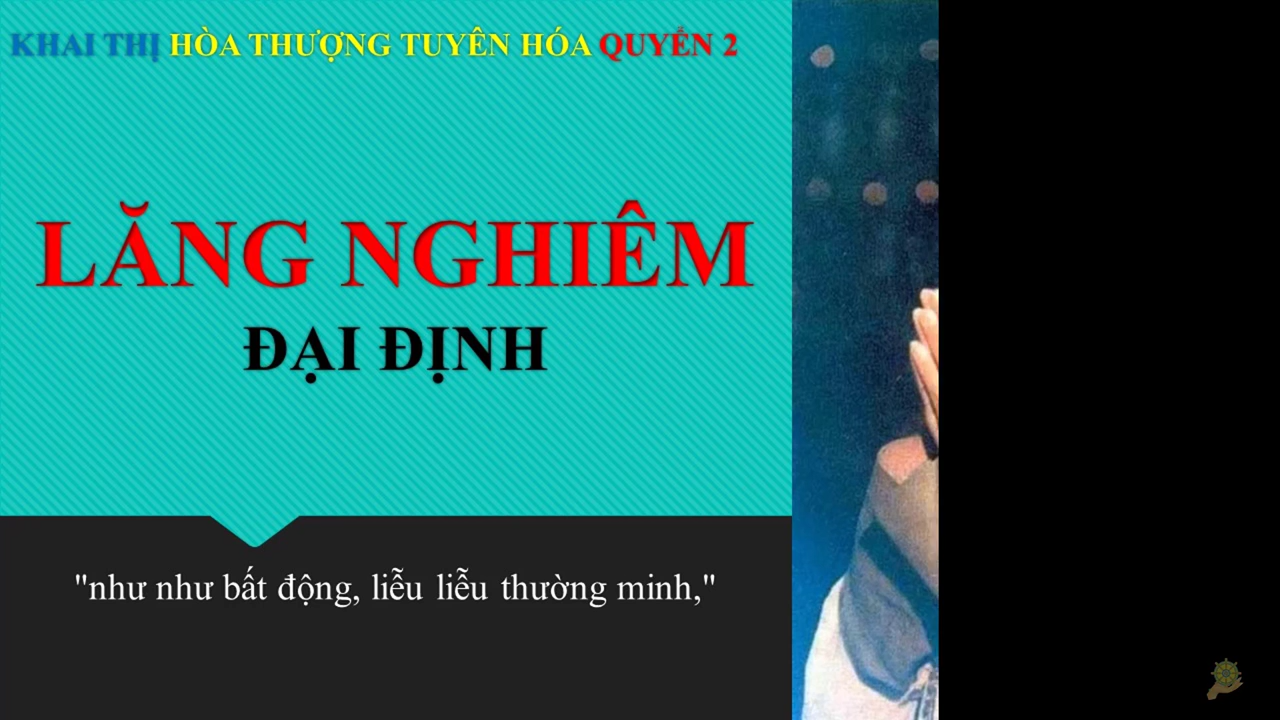 KHAI THỊ HÒA THƯỢNG TUYÊN HÓA QUYỂN 2
LĂNG NGHIÊM
ĐẠI ĐỊNH
"như như bất động, liễu liễu thường minh,"